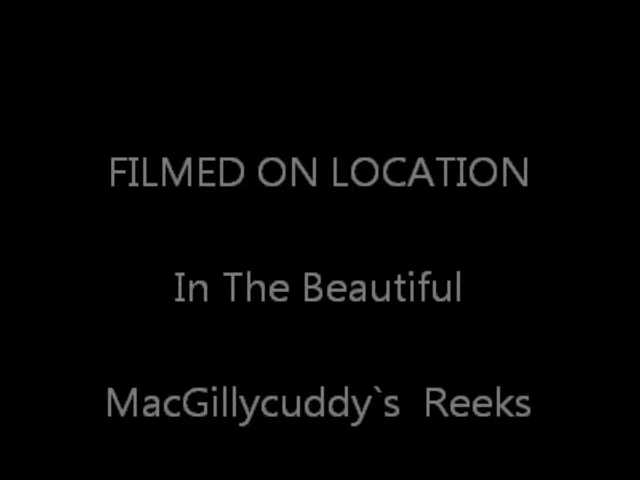 FILMED ON LOCATION
In The Beautiful
MacGillycuddy`s  Reeks